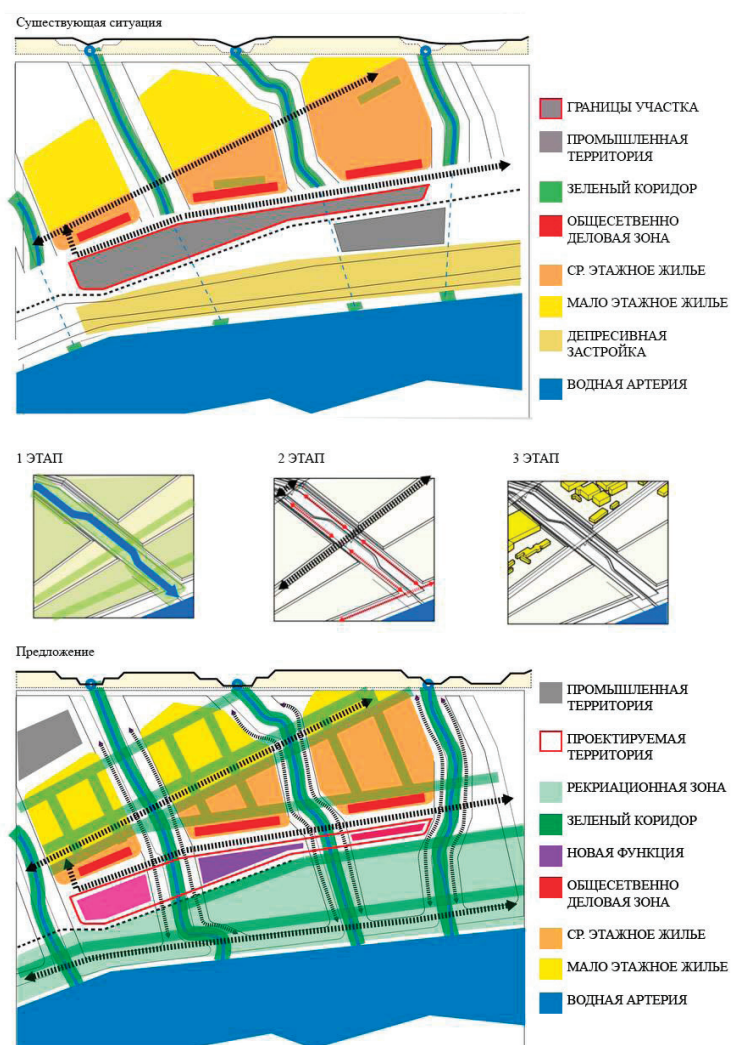 Существующая ситуация
ГРАНИЦЫ УЧАСТКА
ПРОМЫШЛЕННАЯ
ТЕРРИТОРИЯ
ЗЕЛЕНЫЙ КОРИДОР
ОБЩЕСЕТВЕННО
ДЕЛОВАЯ ЗОНА
СР. ЭТАЖНОЕ ЖИЛЬЕ
МАЛО ЭТАЖНОЕ ЖИЛЬЕ
ДЕПРЕСИВНАЯ
ЗАСТРОЙКА
ВОДНАЯ АРТЕРИЯ
1 ЭТАП
2 ЭТАП
3 ЭТАП
Предложение
ПРОМЫШЛЕННАЯ
ТЕРРИТОРИЯ
ПРОЕКТИРУЕМАЯ
ТЕРРИТОРИЯ
РЕКРИАЦИОННАЯ ЗОНА
ЗЕЛЕНЫЙ КОРИДОР
НОВАЯ ФУНКЦИЯ
ОБЩЕСЕТВЕННО
ДЕЛОВАЯ ЗОНА
СР. ЭТАЖНОЕ ЖИЛЬЕ
МАЛО ЭТАЖНОЕ ЖИЛЬЕ
ВОДНАЯ АРТЕРИЯ